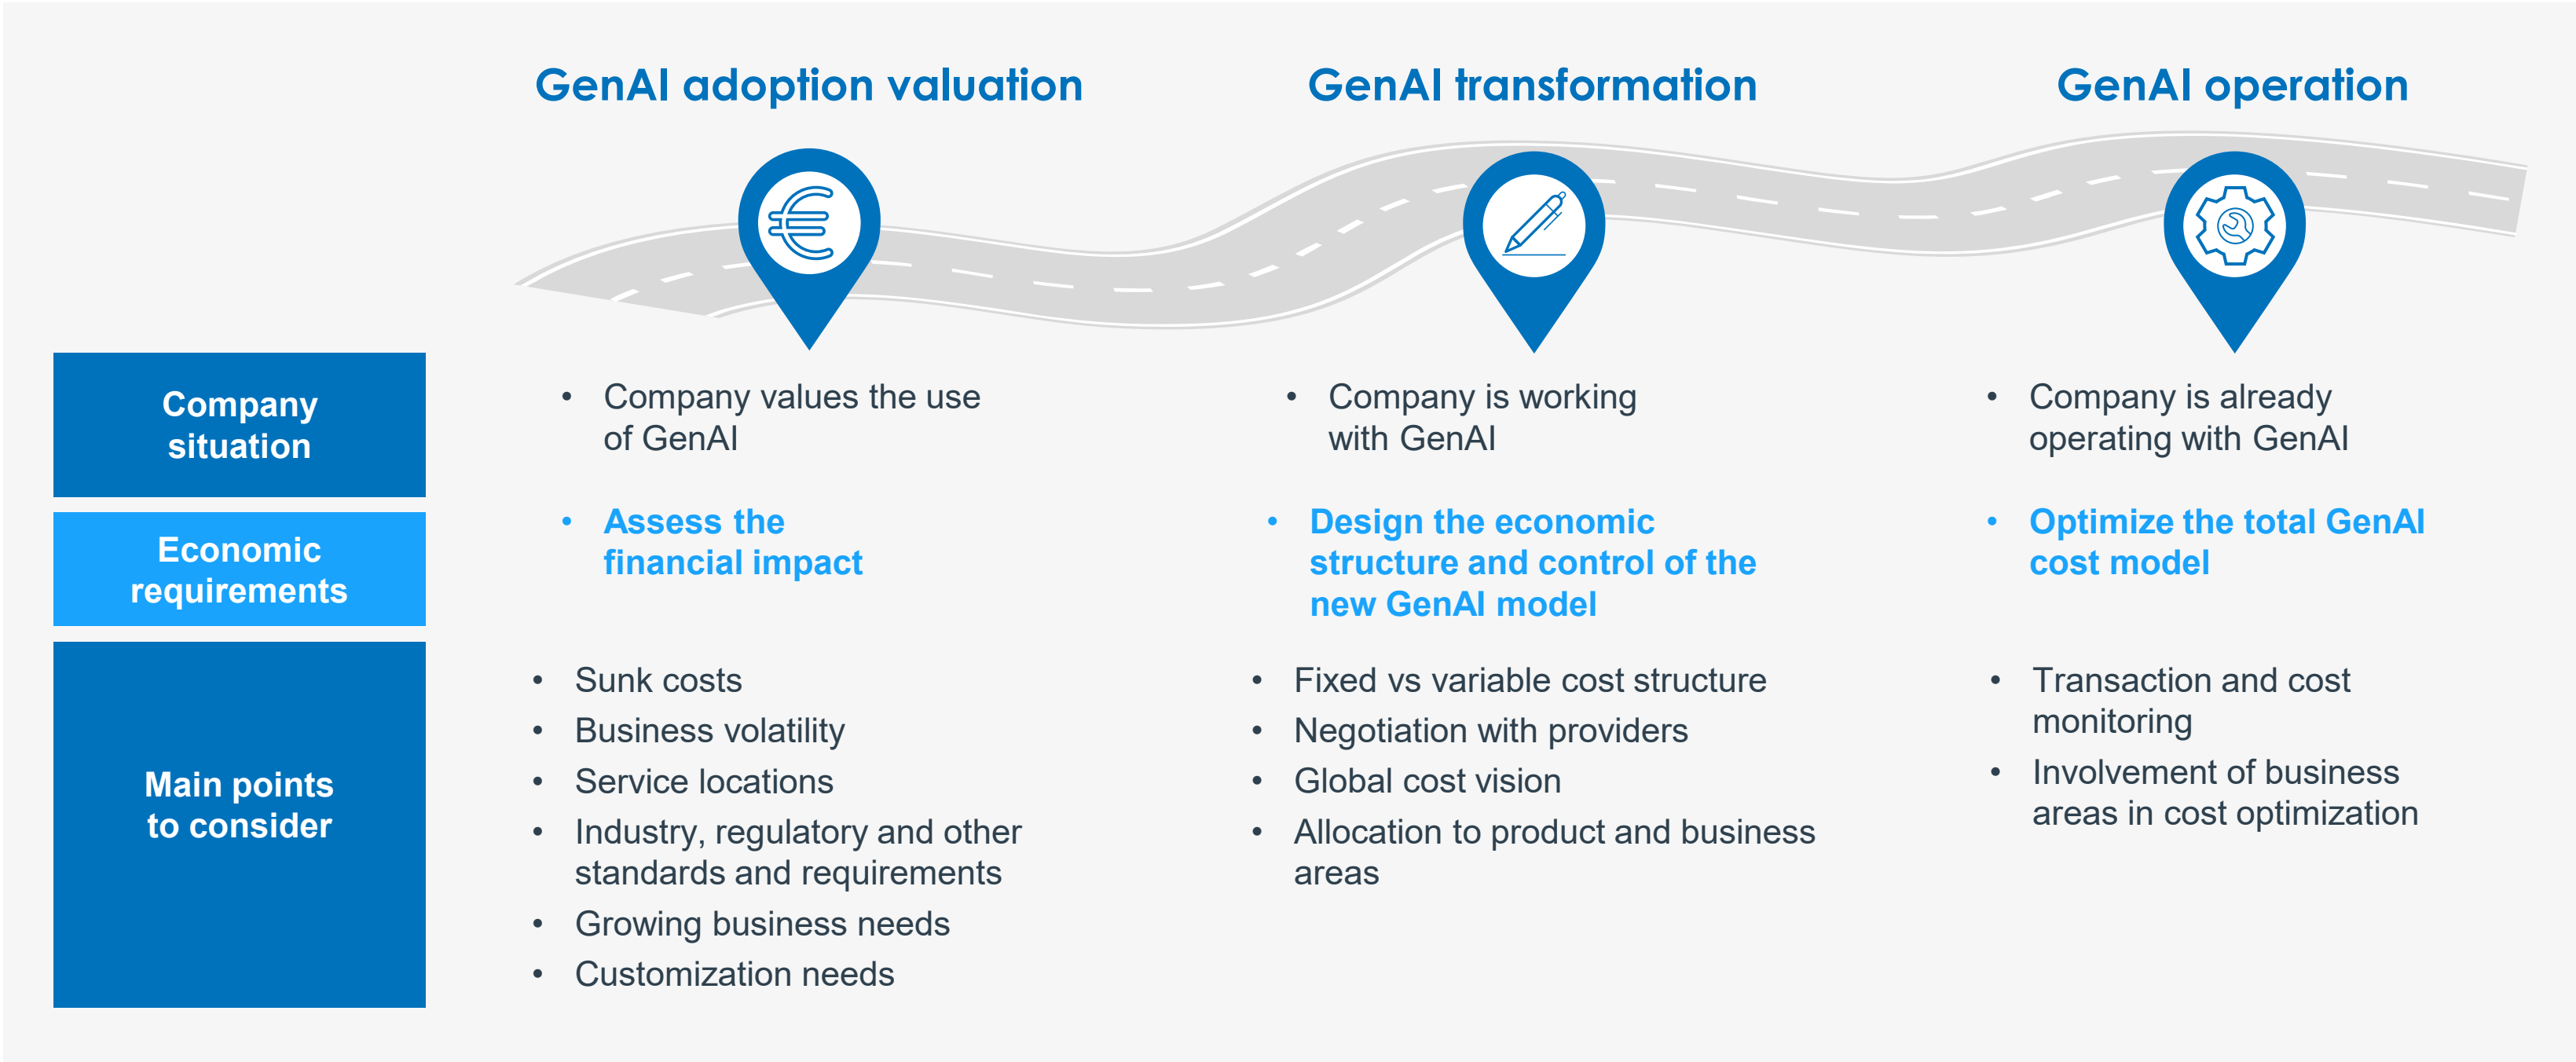 GenAI adoption valuation
GenAI transformation
GenAI operation
Company
situation
• Company values the use
of GenAI
• Company is working
with GenAI
• Company is already
operating with GenAI
Economic
requirements
• Assess the
financial impact
• Design the economic
structure and control of the
new GenAI model
• Optimize the total GenAI
cost model
Main points
to consider
• Sunk costs
• Business volatility
• Service locations
• Industry, regulatory and other
standards and requirements
• Growing business needs
• Customization needs
• Fixed vs variable cost structure
• Negotiation with providers
• Global cost vision
• Allocation to product and business
areas
• Transaction and cost
monitoring
• Involvement of business
areas in cost optimization